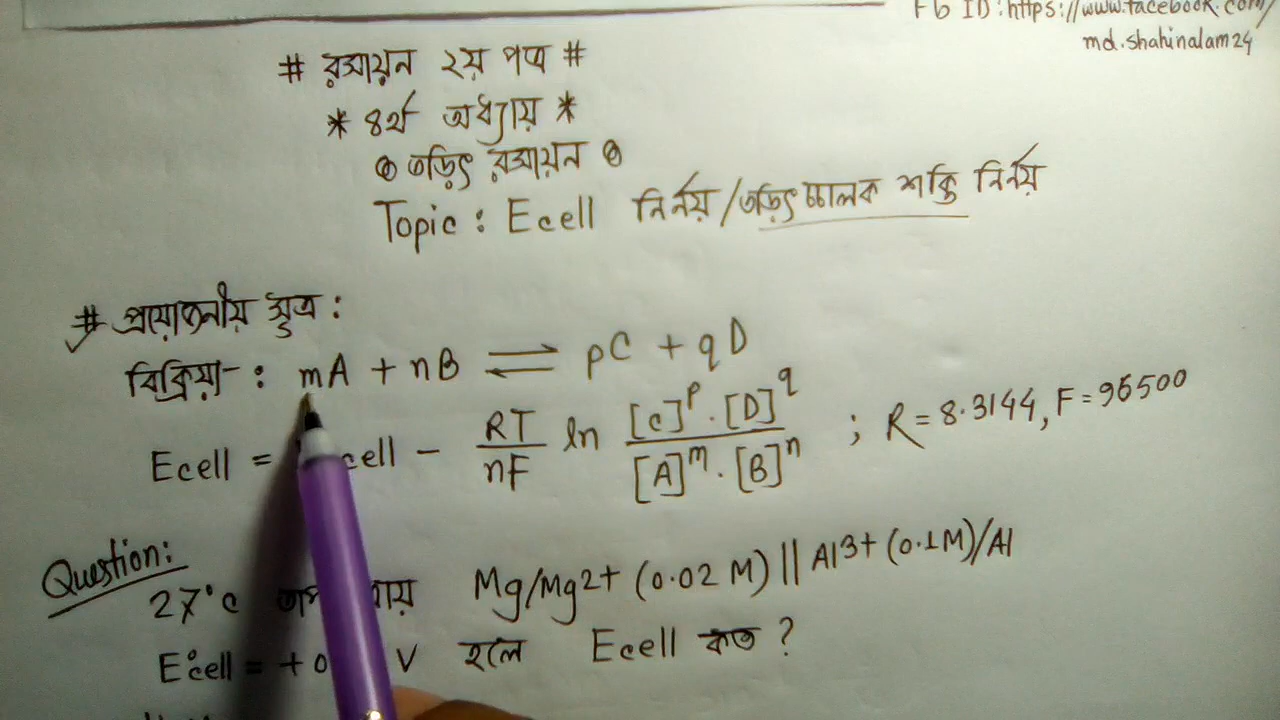 Fb ID : https://www.facebook.com/
md.shahinalam24
# রসায়ন ২য় পত্র #
* ৪র্থ অধ্যায় *
তড়িৎ রসায়ন
Topic : Ecell নির্নয় / তড়িৎ চালক শক্তি নির্নয়
# প্রয়োজনীয় সুত্র :
বিক্রিয়া : mA + nB ⇌ pC + qD
Ecell = cell - RT/nF ln [C]^p . [D]^q / [A]^m . [B]^n ; R = 8.3144, F = 96500
Question:
27°C Mg/Mg2+ (0.02 M) || Al3+ (0.1M)/Al
E°cell = +0 V হলে Ecell কত ?